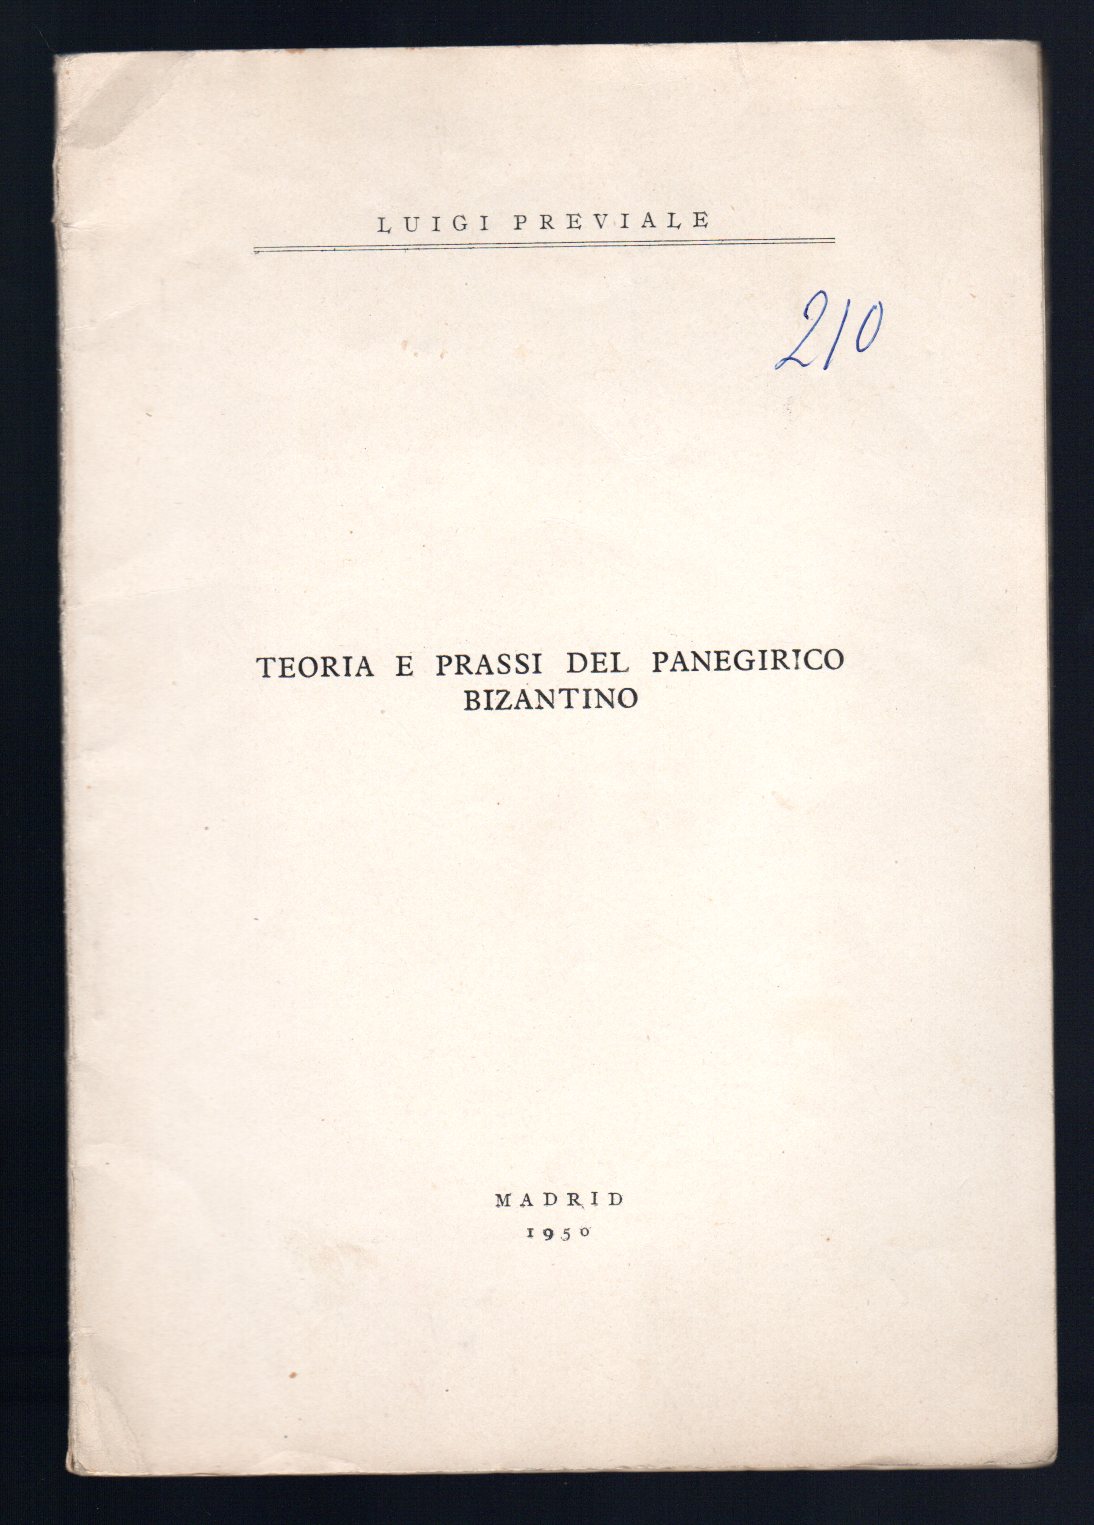 LUIGI PREVIALE
210
TEORIA E PRASSI DEL PANEGIRICO
BIZANTINO
MADRID
1950